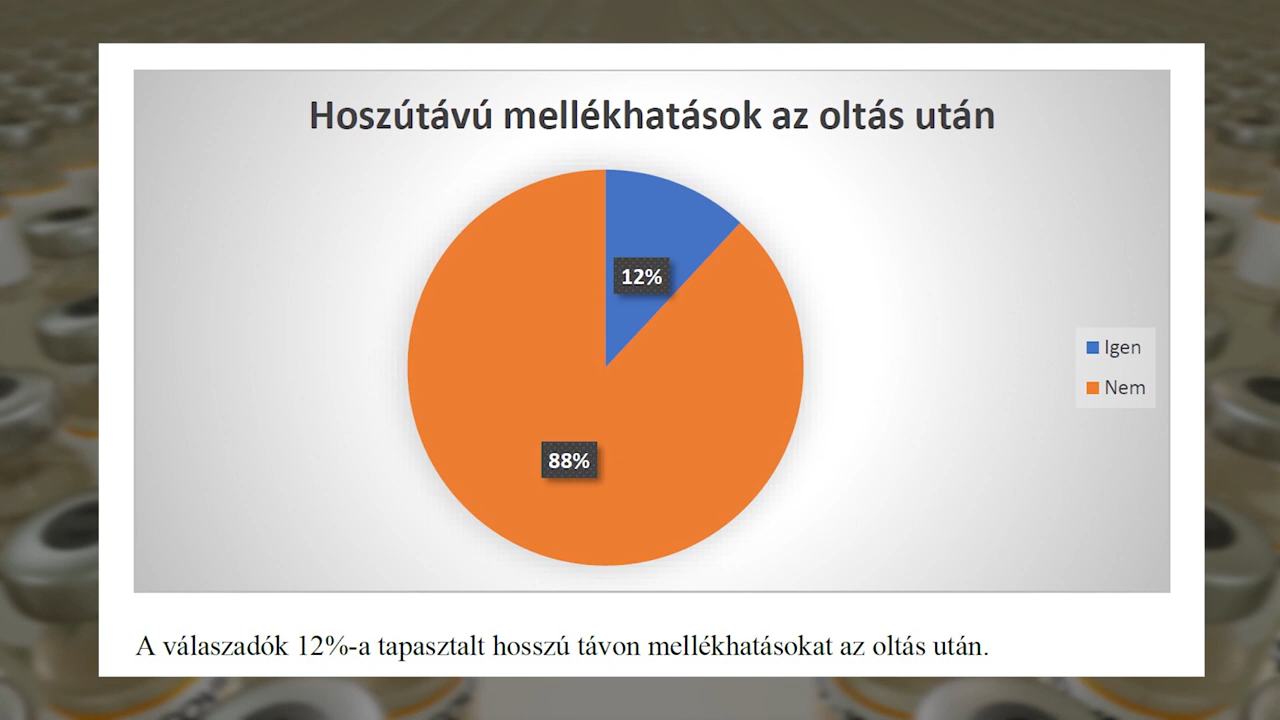 Hoszútávú mellékhatások az oltás után
12%
Igen
Nem
88%
A válaszadók 12%-a tapasztalt hosszú távon mellékhatásokat az oltás után.